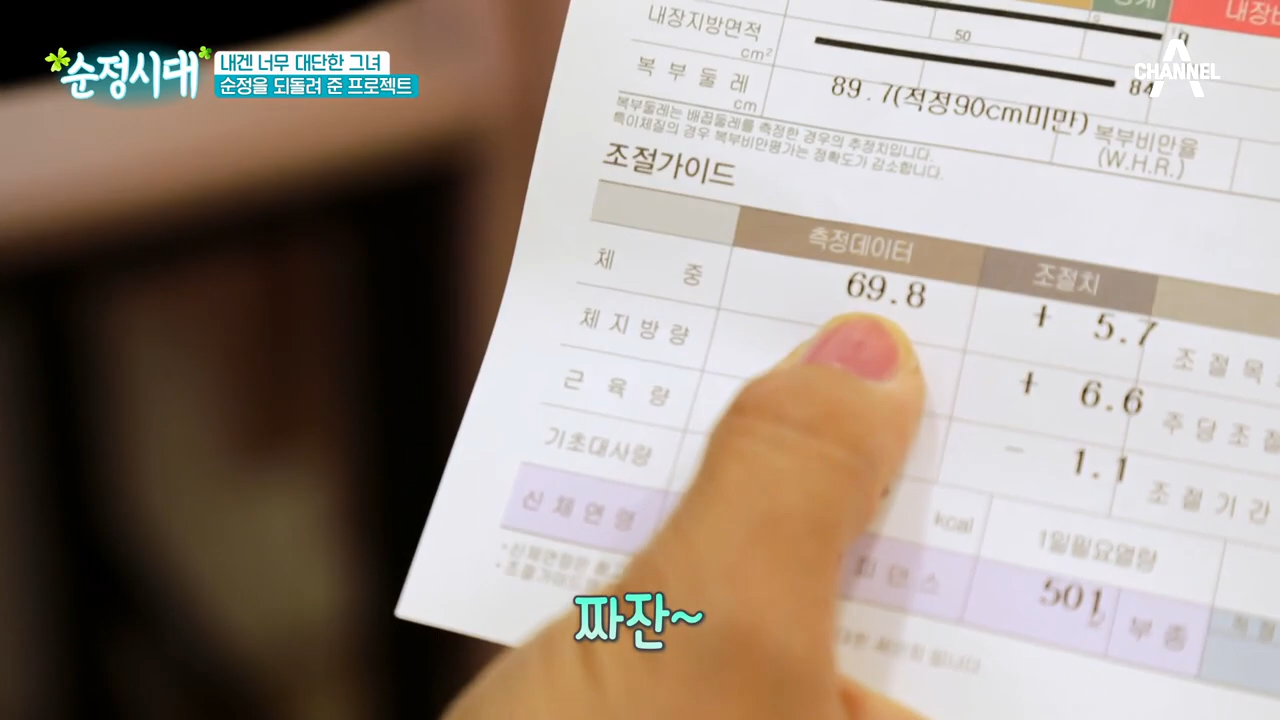 순정시대
내겐 너무 대단한 그녀
순정을 되돌려 준 프로젝트
CHANNEL A
내장지방면적
cm²
50
84
복부둘레
cm
89.7(적정90cm미만)
복부비만율
(W.H.R.)
복부둘레는 배꼽둘레를 측정한 경우의 추정치입니다.
특이체질의 경우 복부비만평가는 정확도가 감소합니다.
조절가이드
측정데이터
조절치
체중
69.8
+ 5.7
체지방량
+ 6.6
근육량
- 1.1
주당조절
기초대사량
조절기간
kcal
1일필요열량
신체연령
501
부종
짜잔~